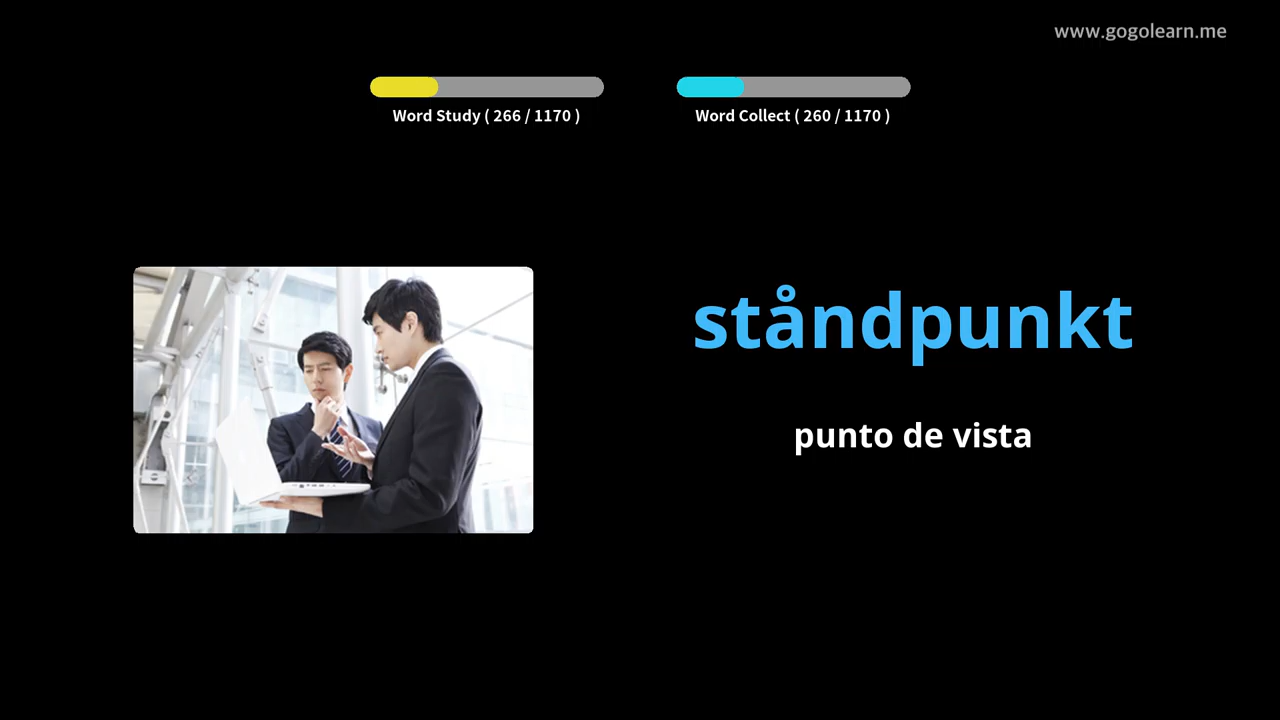 www.gogolearn.me
Word Study ( 266 / 1170 )
Word Collect ( 260 / 1170 )
ståndpunkt
punto de vista